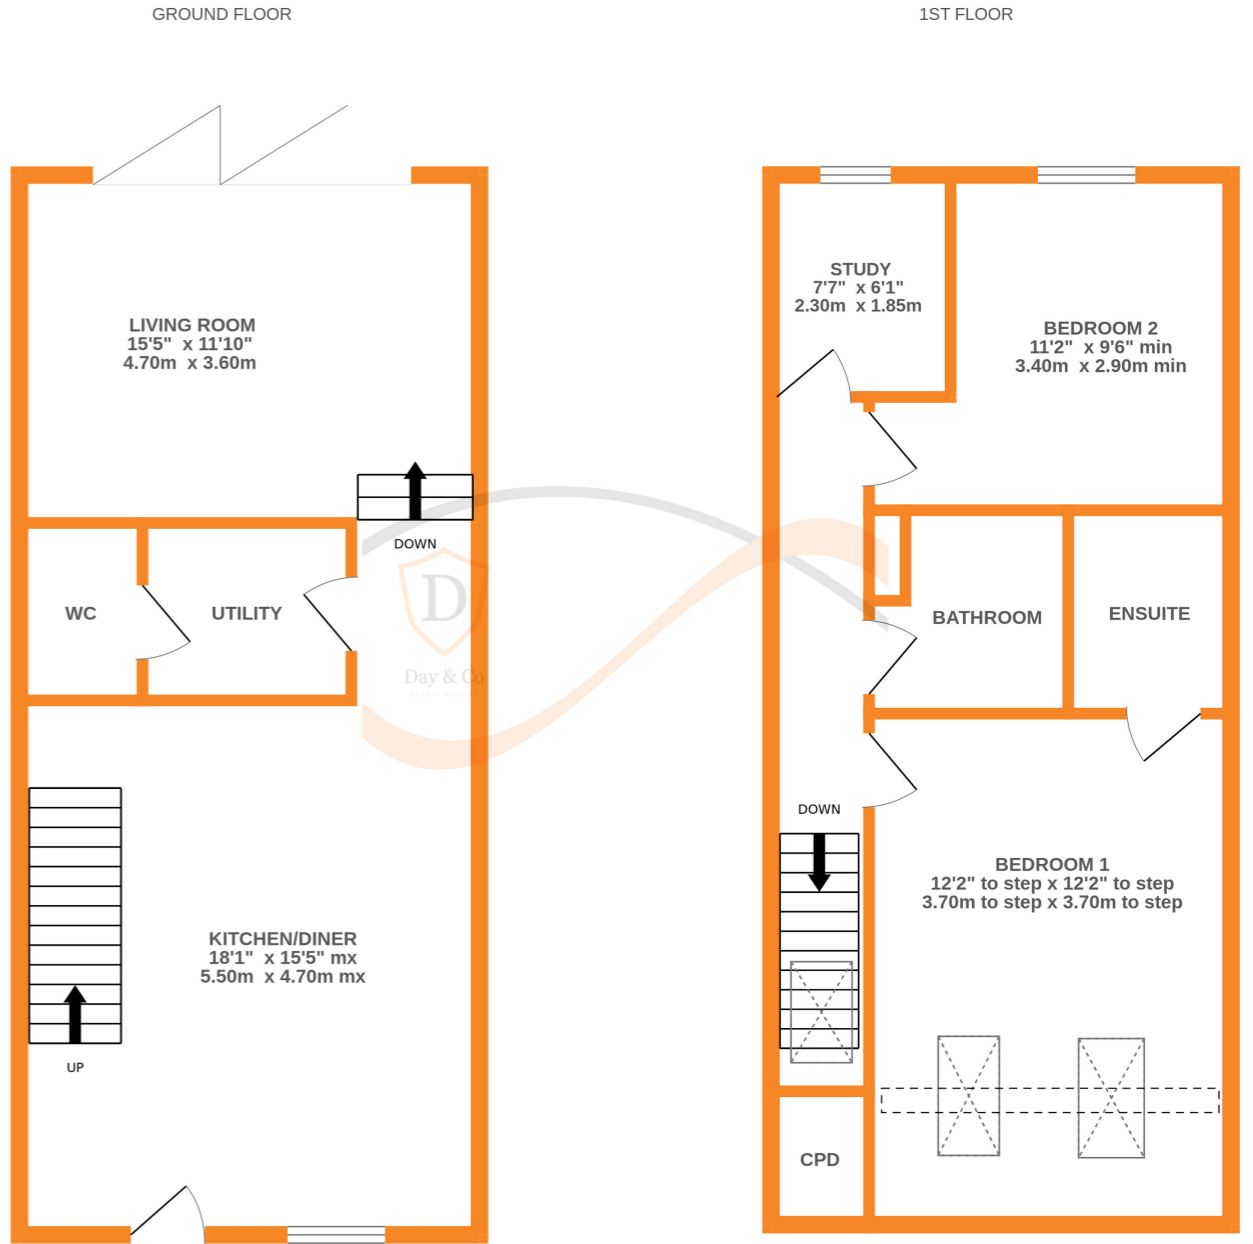 GROUND FLOOR
LIVING ROOM
15'5" x 11'10"
4.70m x 3.60m
DOWN
WC
UTILITY
D
Day & Co
KITCHEN/DINER
18'1" x 15'5" mx
5.50m x 4.70m mx
UP
1ST FLOOR
STUDY
7'7" x 6'1"
2.30m x 1.85m
BEDROOM 2
11'2" x 9'6" min
3.40m x 2.90m min
BATHROOM
ENSUITE
DOWN
BEDROOM 1
12'2" to step x 12'2" to step
3.70m to step x 3.70m to step
CPD